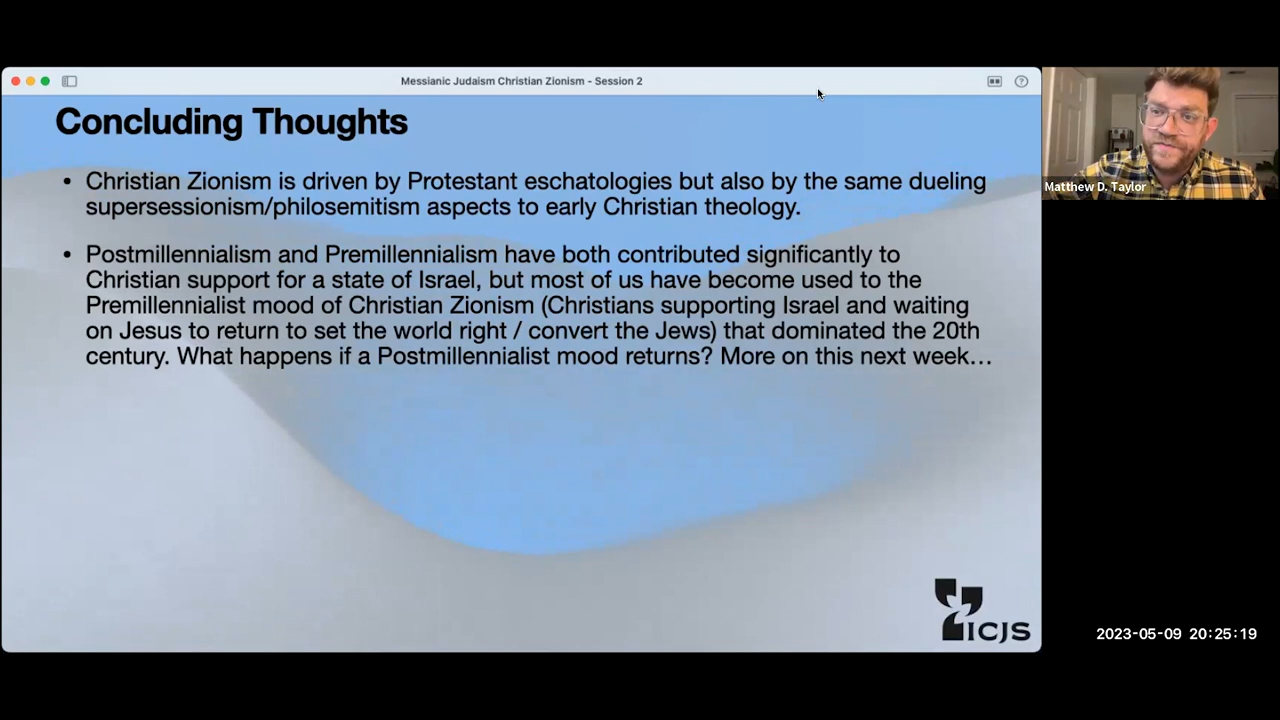 Messianic Judaism Christian Zionism - Session 2
Concluding Thoughts
• Christian Zionism is driven by Protestant eschatologies but also by the same dueling
supersessionism/philosemitism aspects to early Christian theology.
• Postmillennialism and Premillennialism have both contributed significantly to
Christian support for a state of Israel, but most of us have become used to the
Premillennialist mood of Christian Zionism (Christians supporting Israel and waiting
on Jesus to return to set the world right / convert the Jews) that dominated the 20th
century. What happens if a Postmillennialist mood returns? More on this next week…
ICJS
Matthew D. Taylor
2023-05-09 20:25:19